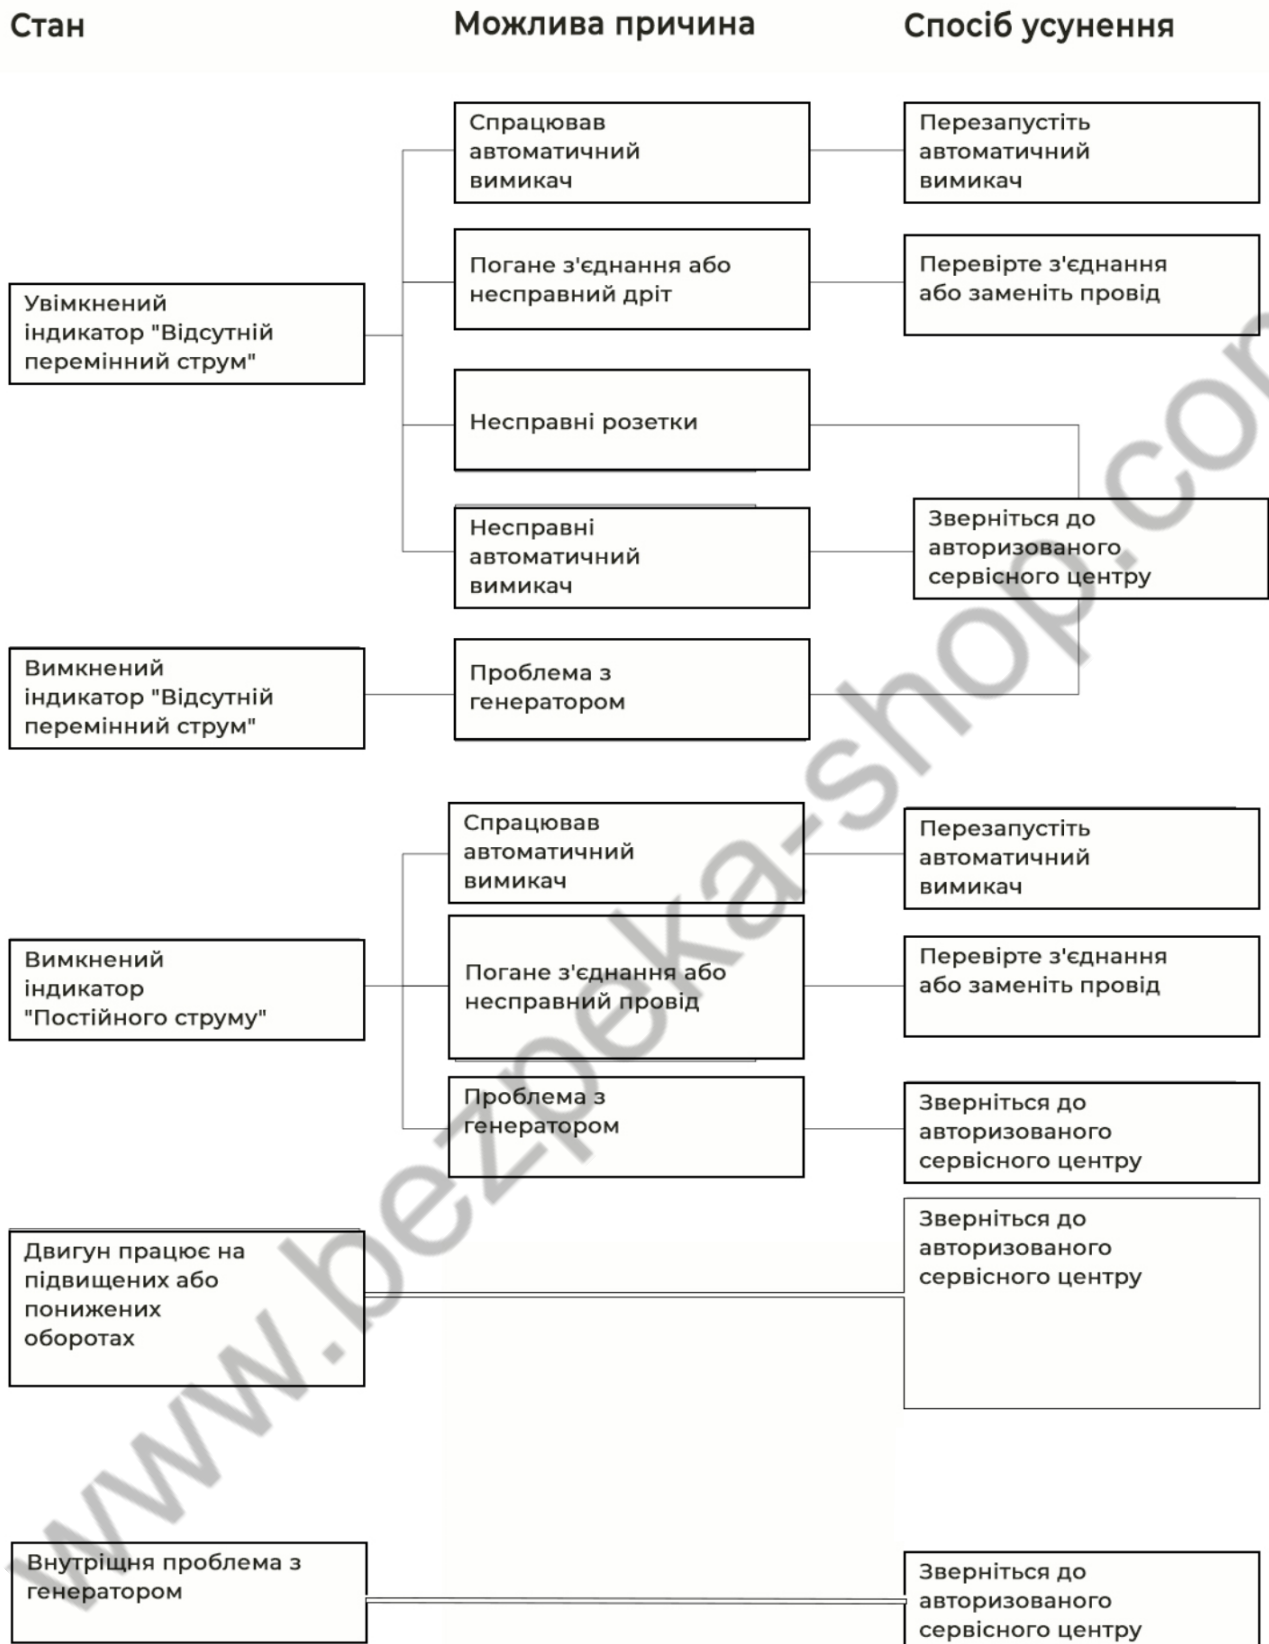 Стан
Можлива причина
Спосіб усунення
Увімкнений
індикатор "Відсутній
перемінний струм"
Спрацював
автоматичний
вимикач
Перезапустіть
автоматичний
вимикач
Погане з'єднання або
несправний дріт
Перевірте з'єднання
або заменіть провід
Несправні розетки
Несправні
автоматичний
вимикач
Зверніться до
авторизованого
сервісного центру
Вимкнений
індикатор "Відсутній
перемінний струм"
Проблема з
генератором
Вимкнений
індикатор
"Постійного струму"
Спрацював
автоматичний
вимикач
Перезапустіть
автоматичний
вимикач
Погане з'єднання або
несправний провід
Перевірте з'єднання
або заменіть провід
Проблема з
генератором
Зверніться до
авторизованого
сервісного центру
Двигун працює на
підвищених або
понижених
оборотах
Зверніться до
авторизованого
сервісного центру
Внутріщня проблема з
генератором
Зверніться до
авторизованого
сервісного центру
www.bezpeka-shop.com